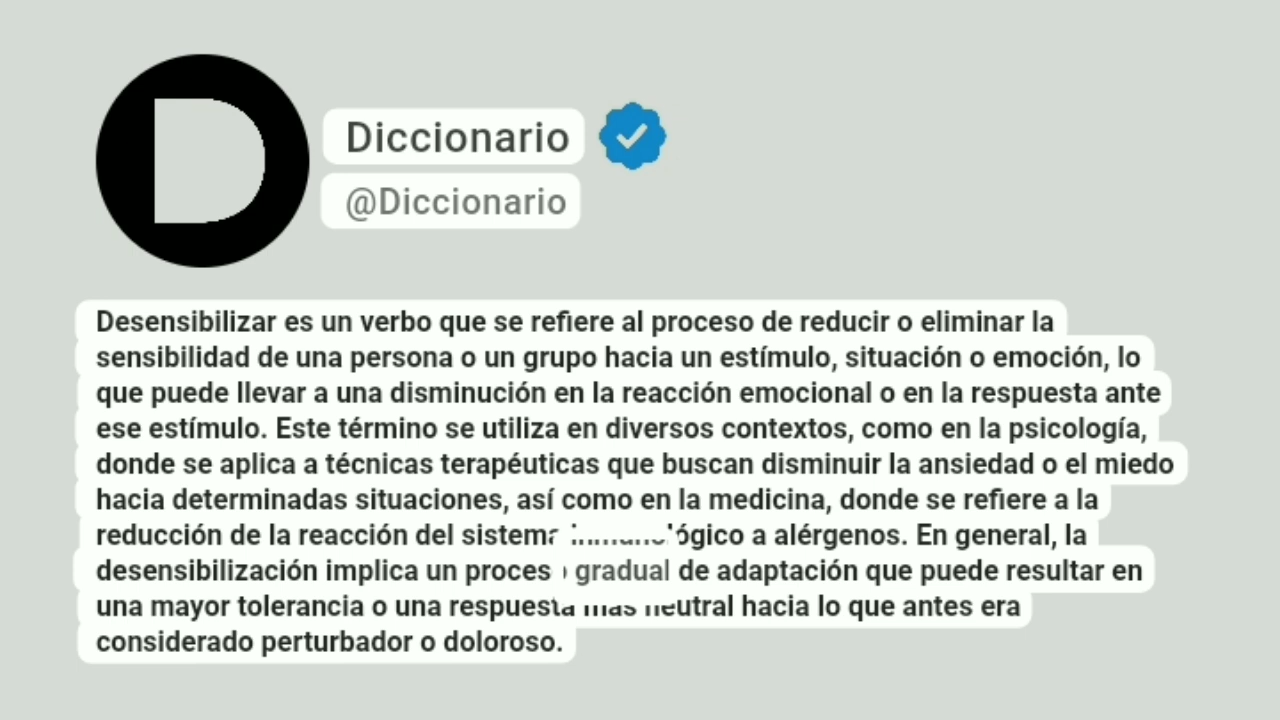 D
Diccionario
@Diccionario
Desensibilizar es un verbo que se refiere al proceso de reducir o eliminar la
sensibilidad de una persona o un grupo hacia un estímulo, situación o emoción, lo
que puede llevar a una disminución en la reacción emocional o en la respuesta ante
ese estímulo. Este término se utiliza en diversos contextos, como en la psicología,
donde se aplica a técnicas terapéuticas que buscan disminuir la ansiedad o el miedo
hacia determinadas situaciones, así como en la medicina, donde se refiere a la
reducción de la reacción del sistema inmunológico a alérgenos. En general, la
desensibilización implica un proceso gradual de adaptación que puede resultar en
una mayor tolerancia o una respuesta más neutral hacia lo que antes era
considerado perturbador o doloroso.